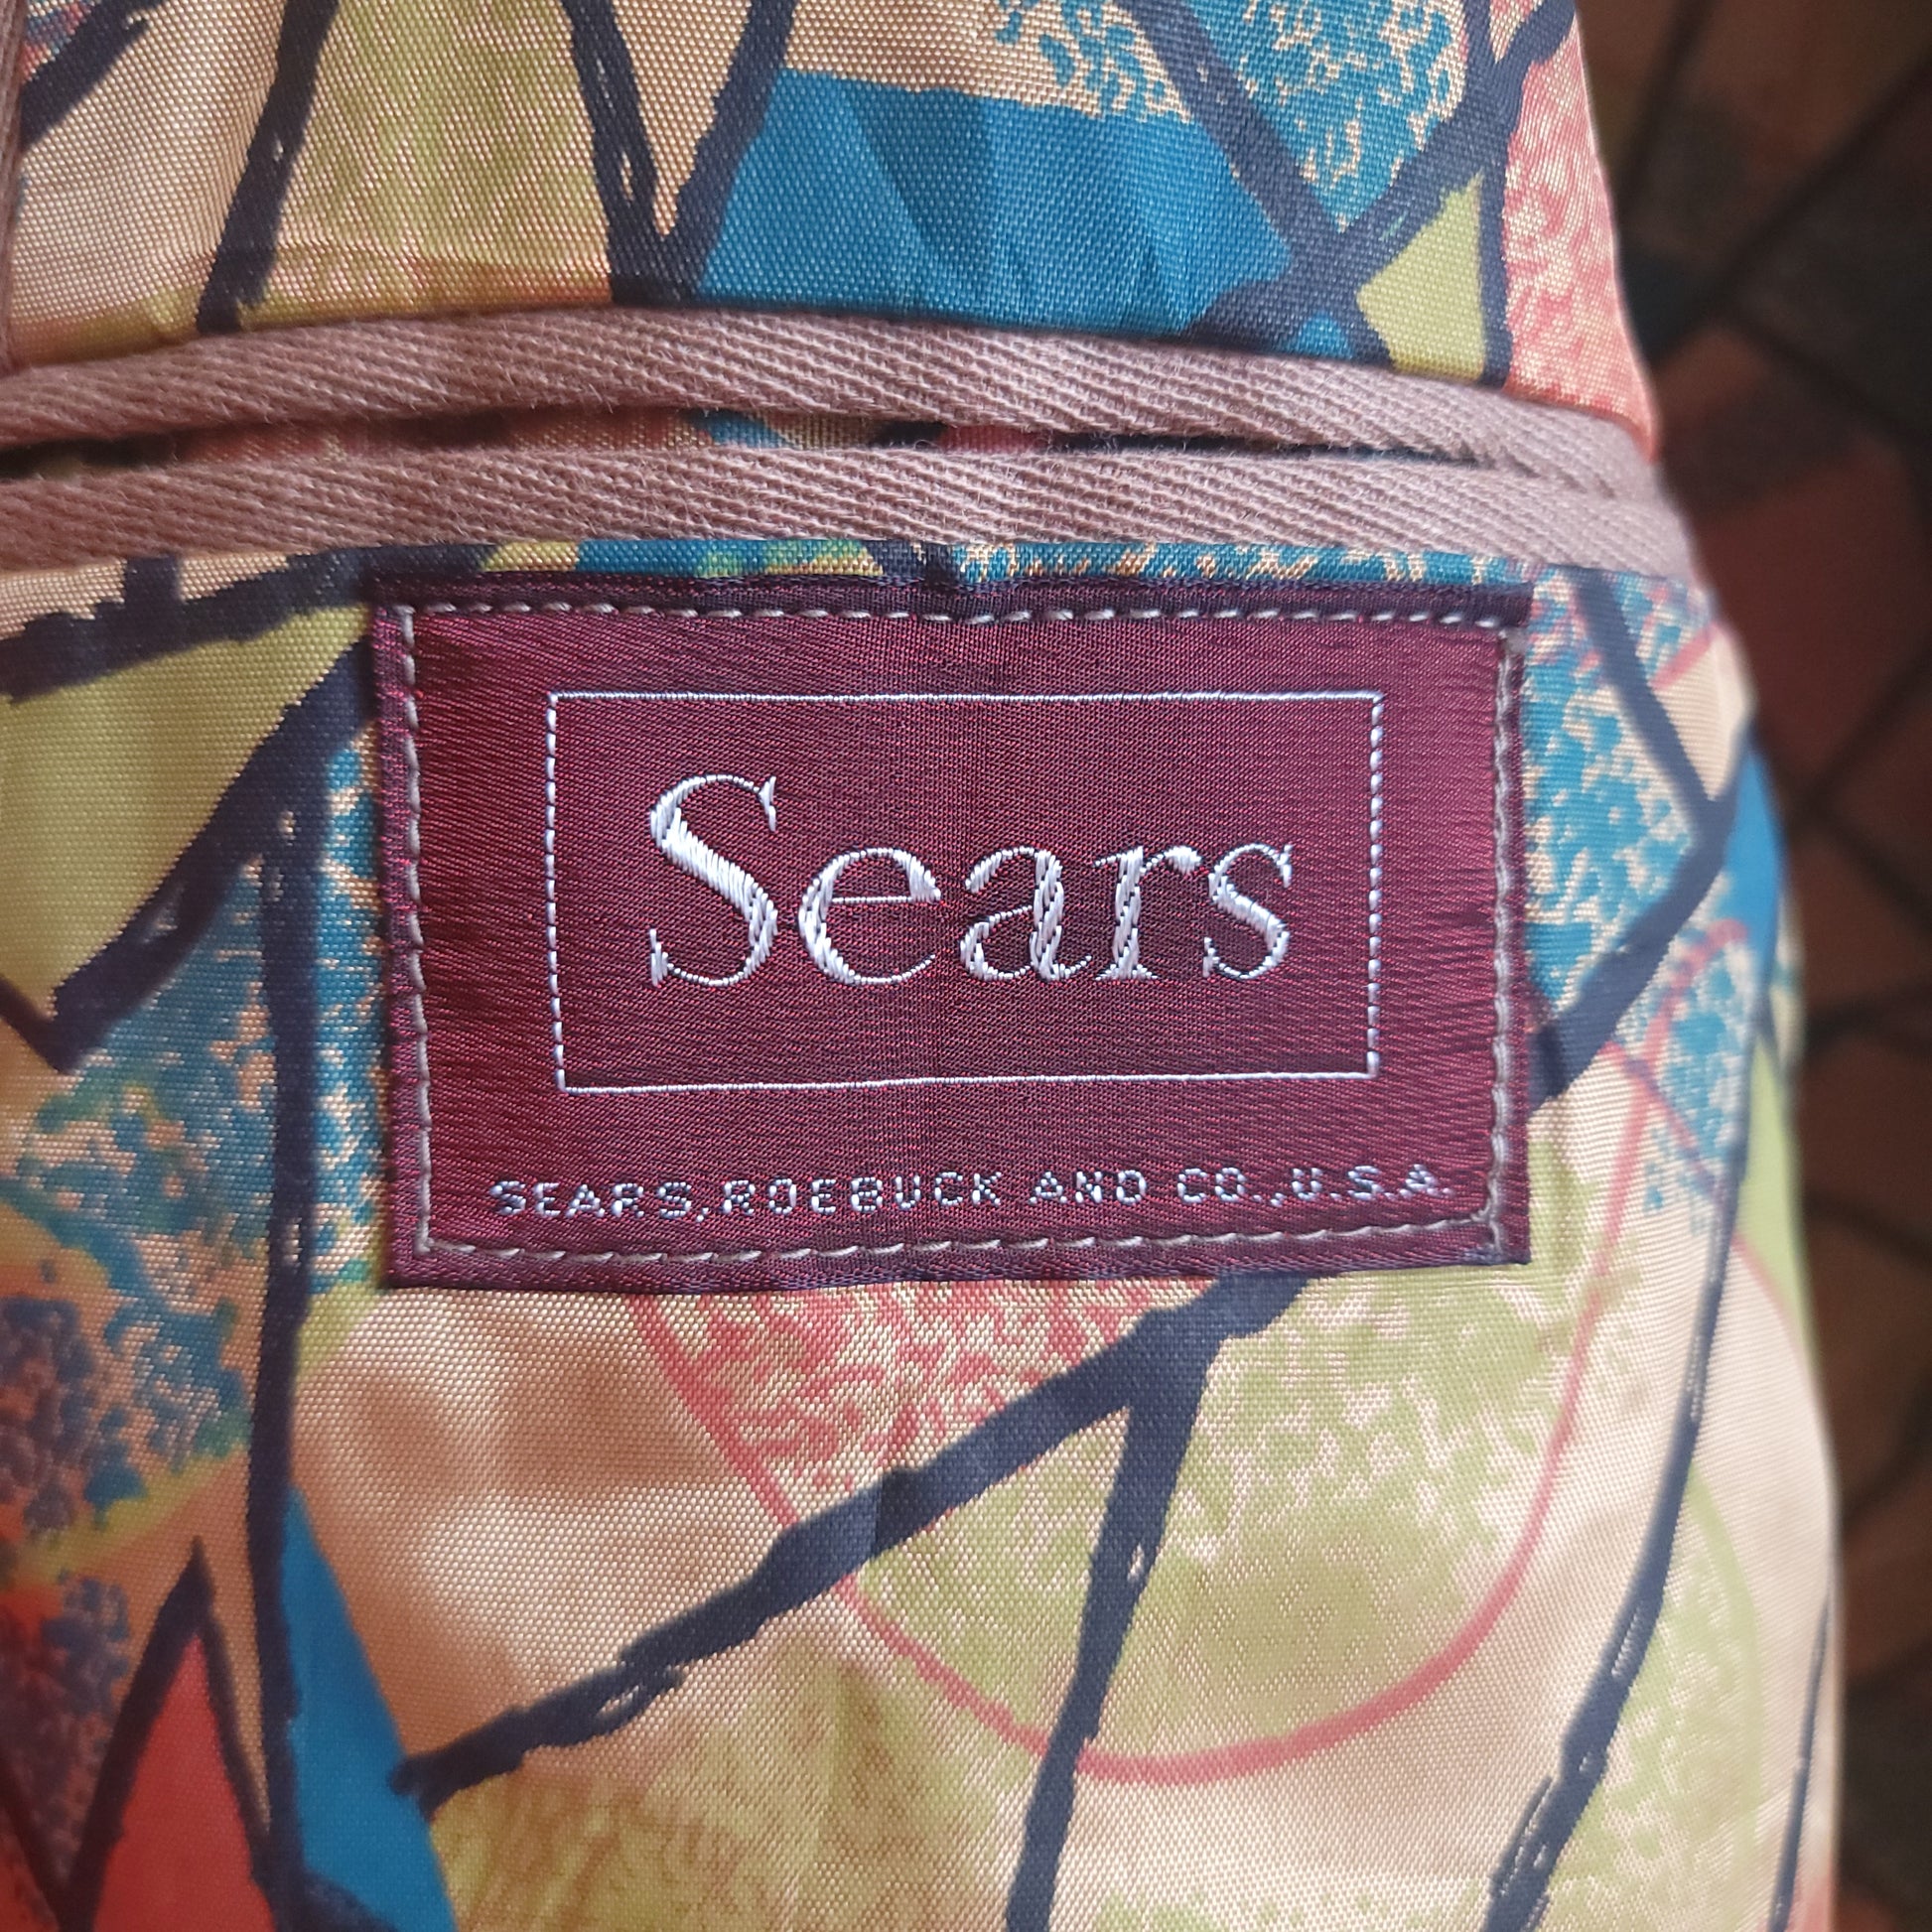 Sears
SEARS, ROEBUCK AND CO., U.S.A.